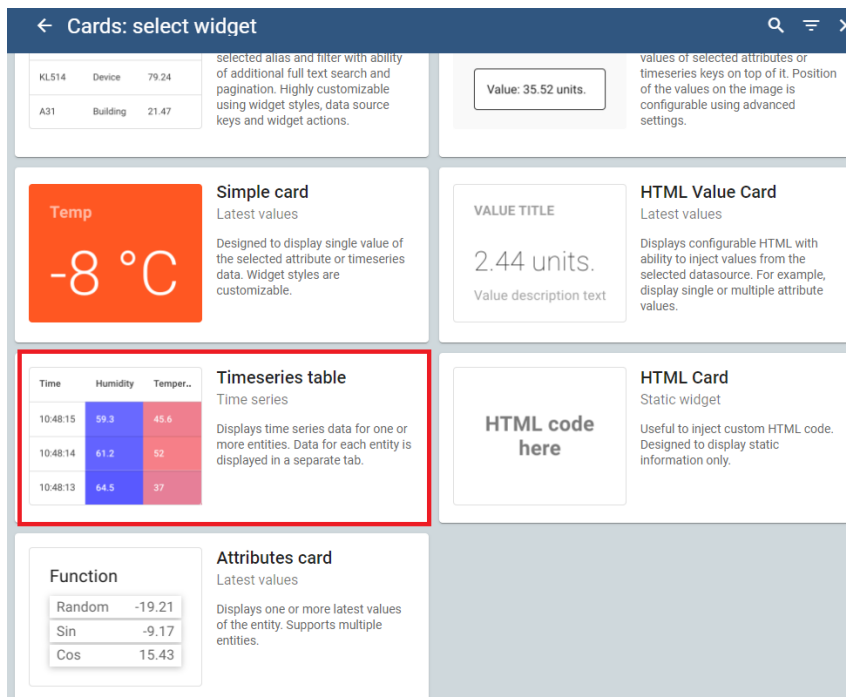 Cards: select widget
KL514 Device 79.24
A31 Building 21.47
selected alias and filter with ability
of additional full text search and
pagination. Highly customizable
using widget styles, data source
keys and widget actions.
Value: 35.52 units.
values of selected attributes or
timeseries keys on top of it. Position
of the values on the image is
configurable using advanced
settings.
Temp
-8 °C
Simple card
Latest values
Designed to display single value of
the selected attribute or timeseries
data. Widget styles are
customizable.
VALUE TITLE
2.44 units.
Value description text
HTML Value Card
Latest values
Displays configurable HTML with
ability to inject values from the
selected datasource. For example,
display single or multiple attribute
values.
Time Humidity Temper..
10:48:15 59.3 45.6
10:48:14 61.2 52
10:48:13 64.5 37
Timeseries table
Time series
Displays time series data for one or
more entities. Data for each entity is
displayed in a separate tab.
HTML code
here
HTML Card
Static widget
Useful to inject custom HTML code.
Designed to display static
information only.
Function
Random -19.21
Sin -9.17
Cos 15.43
Attributes card
Latest values
Displays one or more latest values
of the entity. Supports multiple
entities.